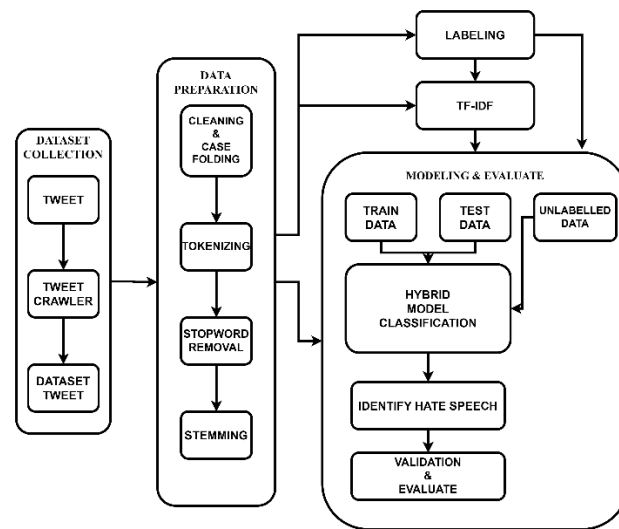 DATASET
COLLECTION
TWEET
TWEET
CRAWLER
DATASET
TWEET
DATA
PREPARATION
CLEANING
&
CASE
FOLDING
TOKENIZING
STOPWORD
REMOVAL
STEMMING
LABELING
TF-IDF
MODELING & EVALUATE
TRAIN
DATA
TEST
DATA
UNLABELLED
DATA
HYBRID
MODEL
CLASSIFICATION
IDENTIFY HATE SPEECH
VALIDATION
&
EVALUATE